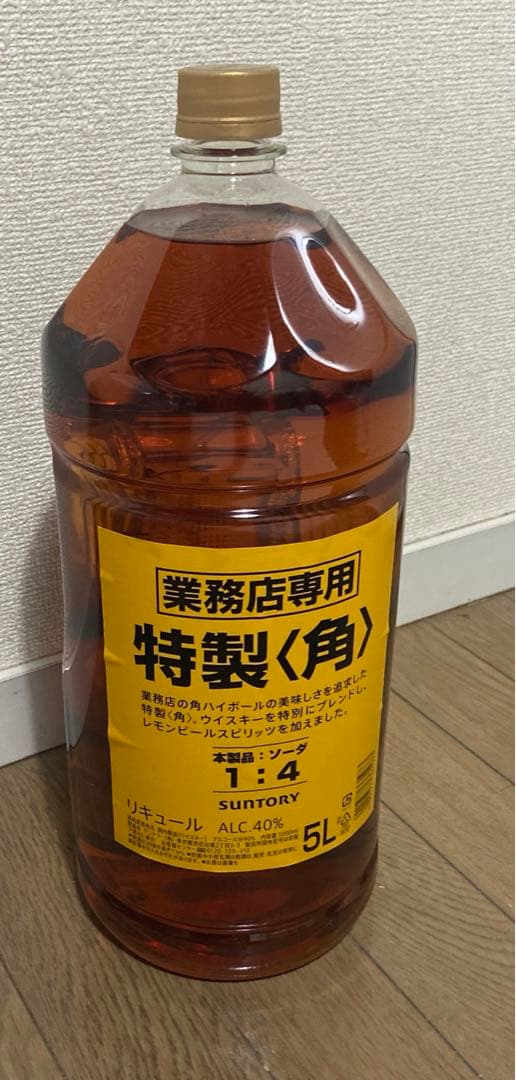 業務店専用
特製〈角〉
業務店の角ハイボールの美味しさを追求した
特製〈角〉。ウイスキーを特別にブレンドし、
レモンピールスピリッツを加えました。
本製品：ソーダ
1：4
SUNTORY
リキュール ALC.40%
5L